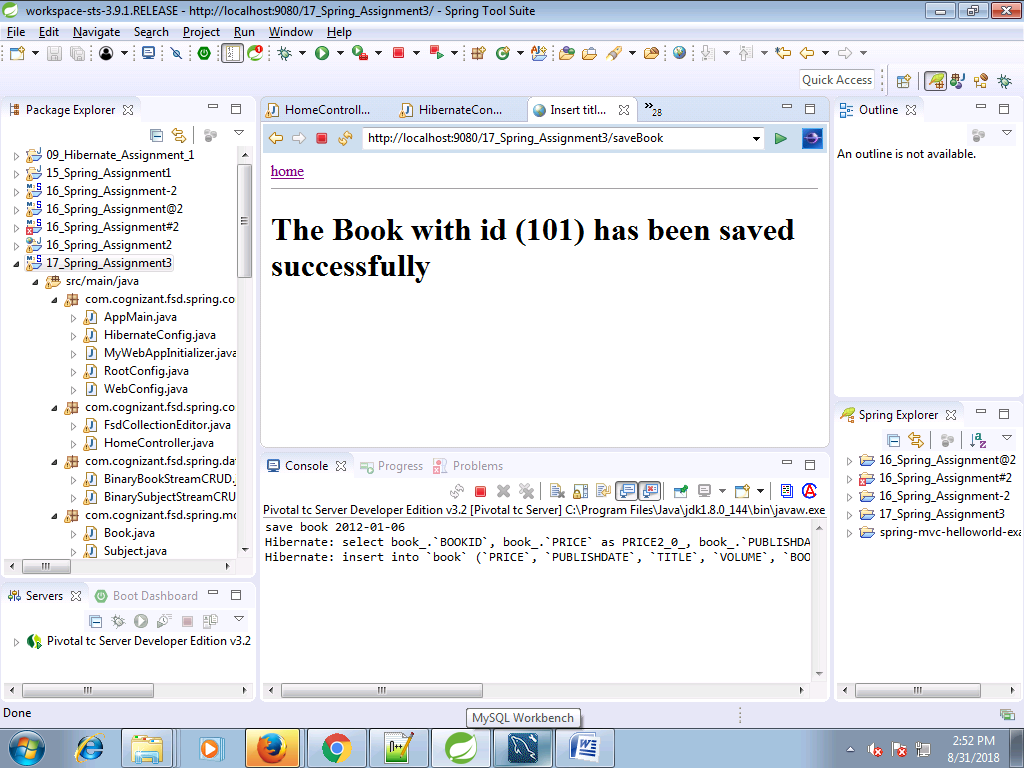 workspace-sts-3.9.1.RELEASE - http://localhost:9080/17_Spring_Assignment3/ - Spring Tool Suite
File Edit Navigate Search Project Run Window Help
Quick Access
Package Explorer
09_Hibernate_Assignment_1
15_Spring_Assignment1
16_Spring_Assignment-2
16_Spring_Assignment@2
16_Spring_Assignment#2
16_Spring_Assignment2
17_Spring_Assignment3
src/main/java
com.cognizant.fsd.spring.co
AppMain.java
HibernateConfig.java
MyWebAppInitializer.java
RootConfig.java
WebConfig.java
com.cognizant.fsd.spring.co
FsdCollectionEditor.java
HomeController.java
com.cognizant.fsd.spring.da
BinaryBookStreamCRUD.
BinarySubjectStreamCRU
com.cognizant.fsd.spring.mo
Book.java
Subject.java
Servers Boot Dashboard
Pivotal tc Server Developer Edition v3.2
HomeControll... HibernateCon... Insert titl... »28
http://localhost:9080/17_Spring_Assignment3/saveBook
home
The Book with id (101) has been saved
successfully
Console Progress Problems
Pivotal tc Server Developer Edition v3.2 [Pivotal tc Server] C:\Program Files\Java\jdk1.8.0_144\bin\javaw.exe
save book 2012-01-06
Hibernate: select book_.`BOOKID`, book_.`PRICE` as PRICE2_0_, book_.`PUBLISHDA
Hibernate: insert into `book` (`PRICE`, `PUBLISHDATE`, `TITLE`, `VOLUME`, `BOO
Outline
An outline is not available.
Spring Explorer
16_Spring_Assignment@2
16_Spring_Assignment#2
16_Spring_Assignment-2
17_Spring_Assignment3
spring-mvc-helloworld-exa
Done
MySQL Workbench
2:52 PM
8/31/2018